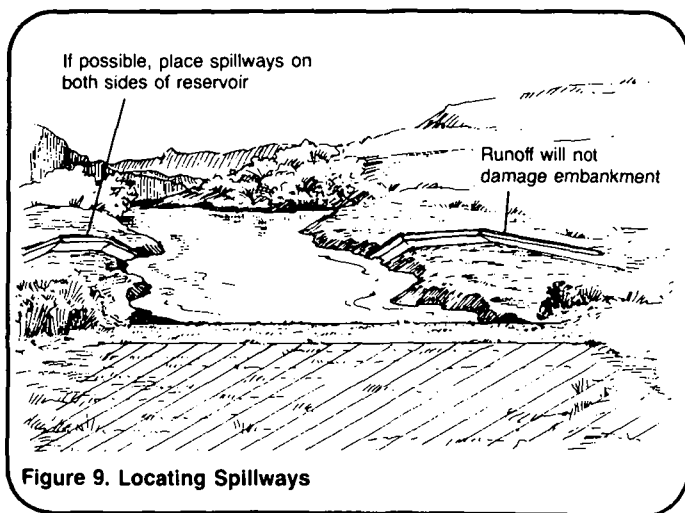 If possible, place spillways on
both sides of reservoir
Runoff will not
damage embankment
Figure 9. Locating Spillways